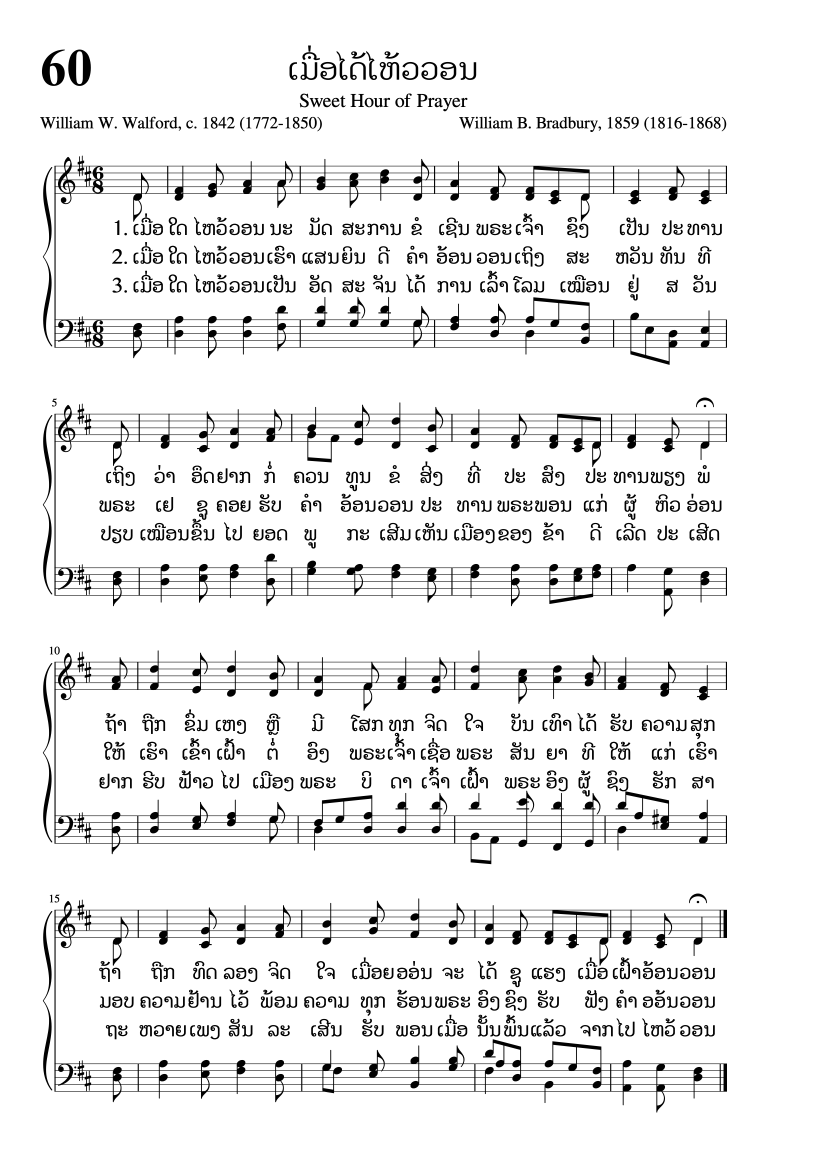 60
ເມື່ອໄດ້ໄຫ້ວວອນ
Sweet Hour of Prayer
William W. Walford, c. 1842 (1772-1850)
William B. Bradbury, 1859 (1816-1868)
1. ເມື່ອ ໃດ ໄຫວ້ວອນ ນະ ມັດ ສະການ ຂໍ ເຊີນ ພຣະ ເຈົ້າ ຊົງ ເປັນ ປະ ທານ
2. ເມື່ອ ໃດ ໄຫວ້ວອນເຮົາ ແສນຍິນ ດີ ຄຳ ອ້ອນ ວອນເຖິງ ສະ ຫວັນ ທັນ ທີ
3. ເມື່ອ ໃດ ໄຫວ້ວອນເປັນ ອັດ ສະ ຈັນ ໄດ້ ການ ເລົ້າ ໂລມ ເໝືອນ ຢູ່ ສ ວັນ
5
ເຖິງ ວ່າ ອຶດຢາກ ກໍ່ ຄວນ ທູນ ຂໍ ສິ່ງ ທີ່ ປະ ສົງ ປະ ທານພຽງ ພໍ
ພຣະ ເຢ ຊູ ຄອຍ ຮັບ ຄຳ ອ້ອນວອນ ປະ ທານ ພຣະພອນ ແກ່ ຜູ້ ຫິວ ອ່ອນ
ປຽບ ເໝືອນຂຶ້ນ ໄປ ຍອດ ພູ ກະ ເສີມ ເຫັນ ເມືອງຂອງ ຂ້າ ດີ ເລີດ ປະ ເສີດ
10
ຖ້າ ຖືກ ຂົ່ມ ເຫງ ຫຼື ມີ ໂສກ ທຸກ ຈິດ ໃຈ ບັນ ເທົາ ໄດ້ ຮັບ ຄວາມ ສຸກ
ໃຫ້ ເຮົາ ເຂົ້າ ເຝົ້າ ຕໍ່ ອົງ ພຣະເຈົ້າ ເຊື່ອ ພຣະ ສັນ ຍາ ທີ ໃຫ້ ແກ່ ເຮົາ
ຢາກ ຮີບ ຟ້າວ ໄປ ເມືອງ ພຣະ ບິ ດາ ເຈົ້າ ເຝົ້າ ພຣະ ອົງ ຜູ້ ຊົງ ຮັກ ສາ
15
ຖ້າ ຖືກ ທົດ ລອງ ຈິດ ໃຈ ເມື່ອຍອອ່ນ ຈະ ໄດ້ ຊູ ແຮງ ເມື່ອ ເຝົ້າອ້ອນວອນ
ມອບ ຄວາມຢ້ານ ໄວ້ ພ້ອມ ຄວາມ ທຸກ ຮ້ອນພຣະ ອົງ ຊົງ ຮັບ ຟັງ ຄຳ ອອ້ນວອນ
ຖະ ຫວາຍ ເພງ ສັນ ລະ ເສີນ ຮັບ ພອນ ເມື່ອ ນັ້ນ ພົ້ນແລ້ວ ຈາກ ໄປ ໄຫວ້ ວອນ